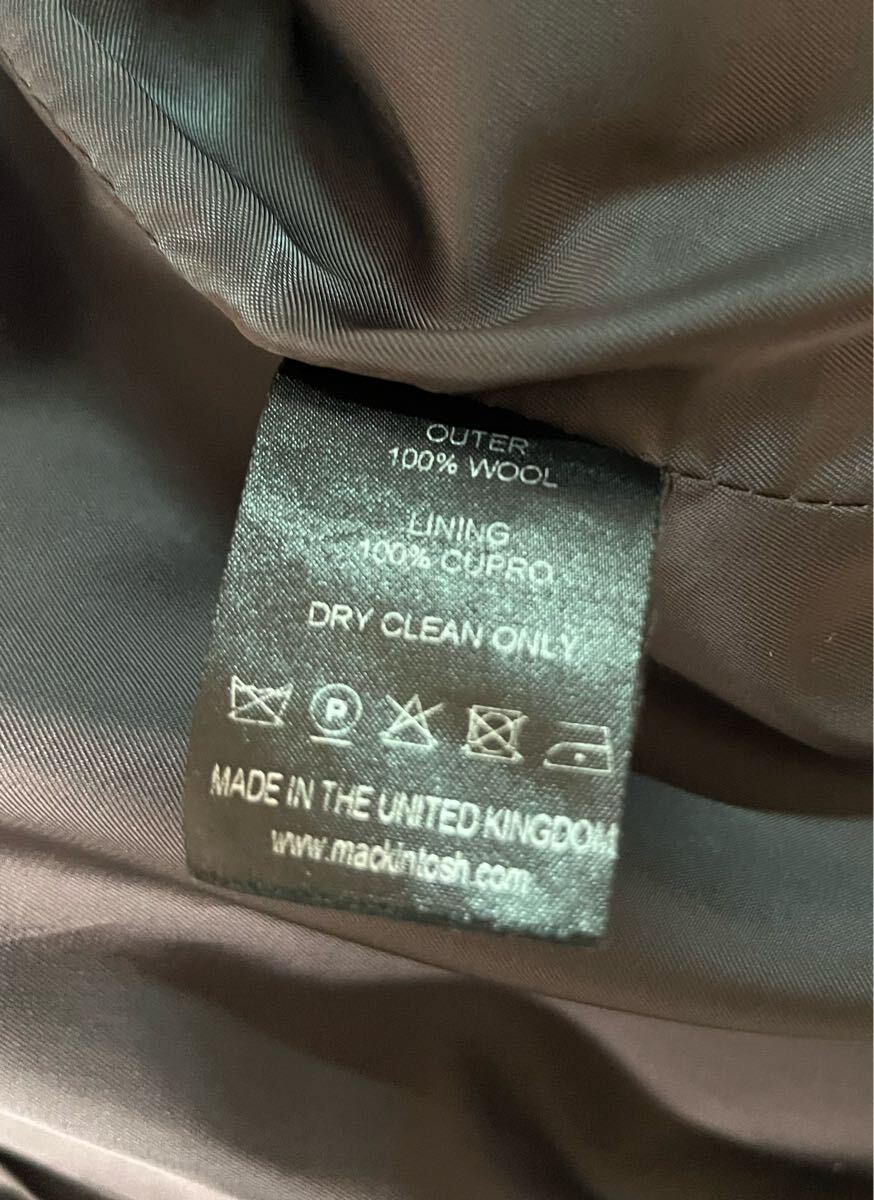 OUTER
100% WOOL
LINING
100% CUPRO
DRY CLEAN ONLY
P
MADE IN THE UNITED KINGDOM
www.mackintosh.com